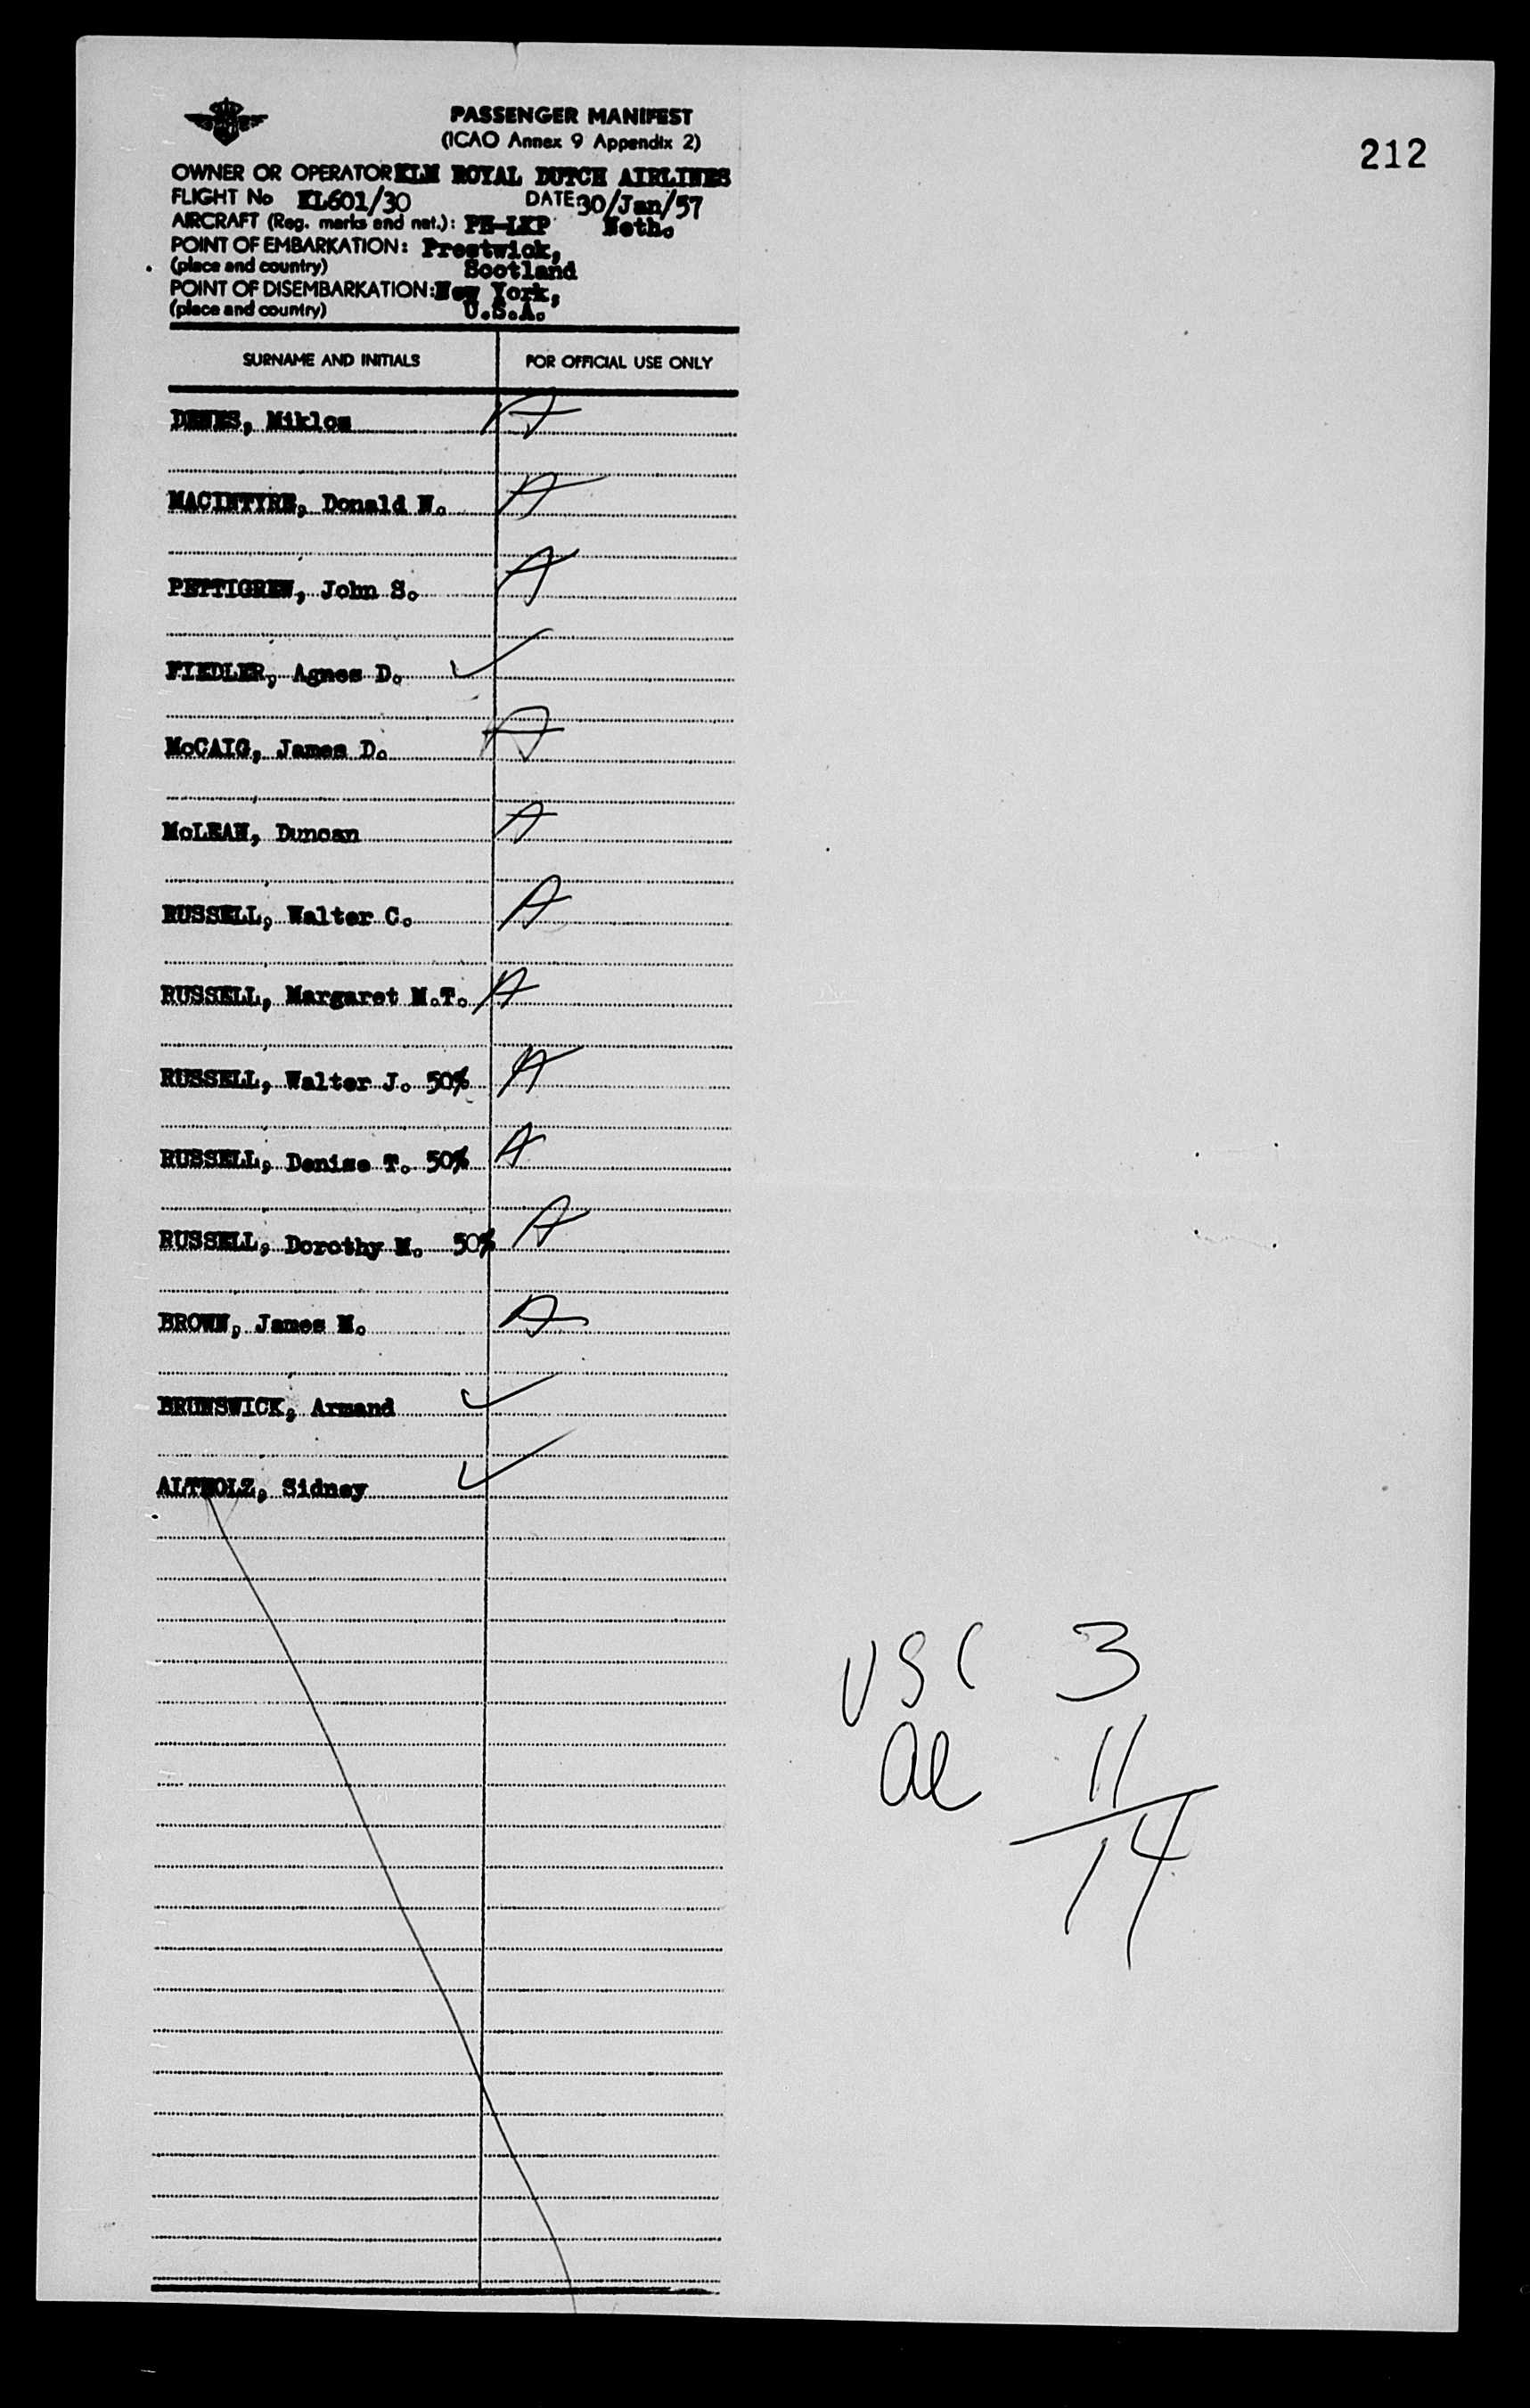 PASSENGER MANIFEST
(ICAO Annex 9 Appendix 2)
212
OWNER OR OPERATOR KLM ROYAL DUTCH AIRLINES
FLIGHT No KL601/30 DATE: 30/Jan/57
AIRCRAFT (Reg. marks and nat.): PH-LKP Neth.
POINT OF EMBARKATION: Prestwick,
(place and country) Scotland
POINT OF DISEMBARKATION: New York,
(place and country) U.S.A.
SURNAME AND INITIALS FOR OFFICIAL USE ONLY
DENES, Miklos A
MACINTYRE, Donald N. A
PETTIGREW, John S. A
FIEDLER, Agnes D. ✓
McCAIG, James D. A
McLEAN, Duncan A
RUSSELL, Walter C. A
RUSSELL, Margaret M.T. A
RUSSELL, Walter J. 50% A
RUSSELL, Denise T. 50% A
RUSSELL, Dorothy M. 50% A
BROWN, James M. A
BRUNSWICK, Armand ✓
ALTHOLZ, Sidney ✓
USC 3
al 11
14